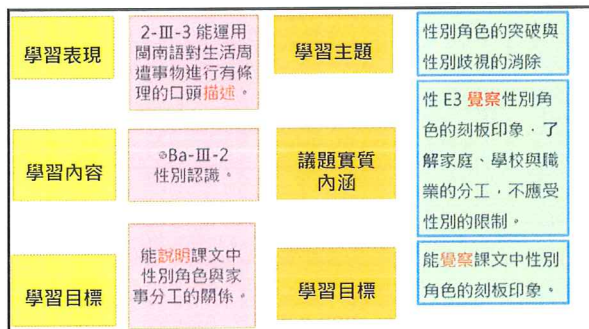 學習表現
2-Ⅲ-3 能運用
閩南語對生活周
遭事物進行有條
理的口頭描述。
學習主題
性別角色的突破與
性別歧視的消除
學習內容
◎Ba-Ⅲ-2
性別認識。
議題實質
內涵
性 E3 覺察性別角
色的刻板印象，了
解家庭、學校與職
業的分工，不應受
性別的限制。
學習目標
能說明課文中
性別角色與家
事分工的關係。
學習目標
能覺察課文中性別
角色的刻板印象。